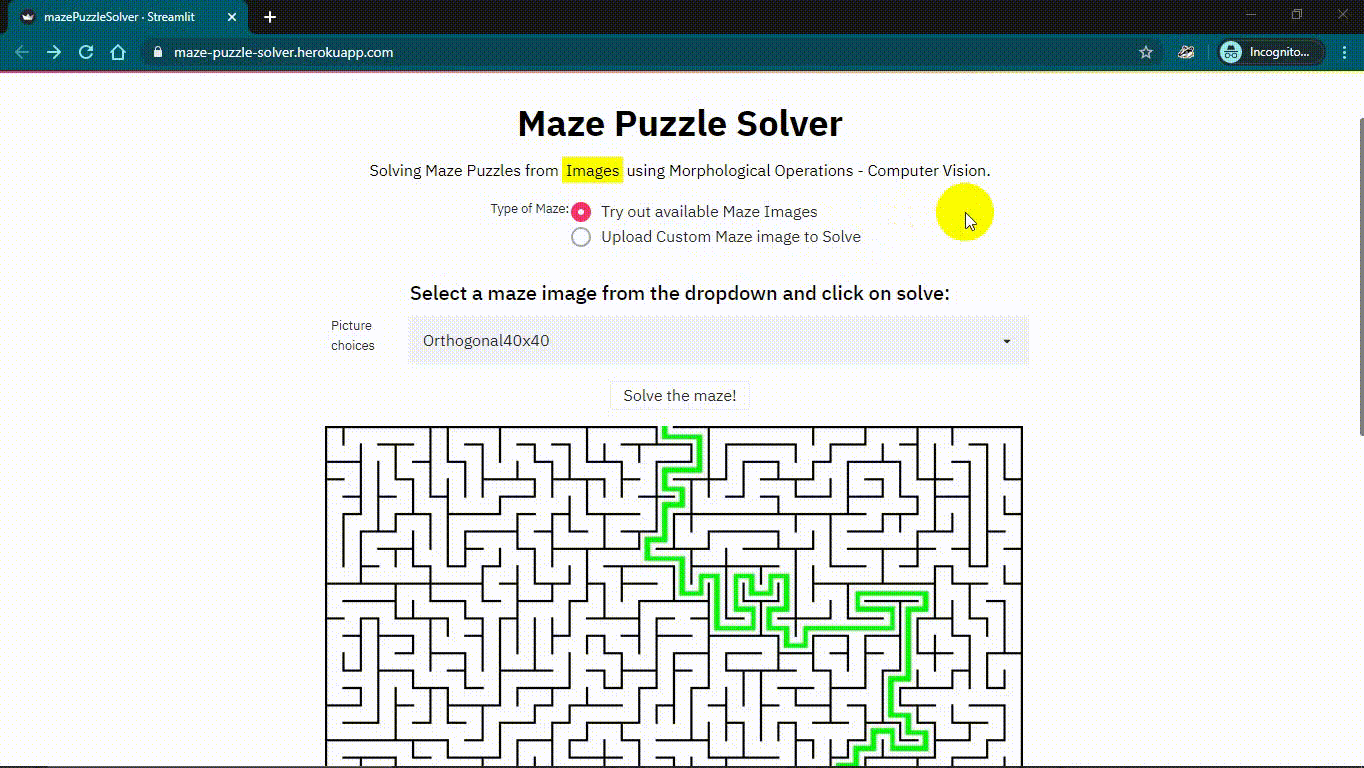 mazePuzzleSolver · Streamlit
maze-puzzle-solver.herokuapp.com
Incognito...
Maze Puzzle Solver
Solving Maze Puzzles from Images using Morphological Operations - Computer Vision.
Type of Maze: Try out available Maze Images
Upload Custom Maze image to Solve
Select a maze image from the dropdown and click on solve:
Picture
choices
Orthogonal40x40
Solve the maze!